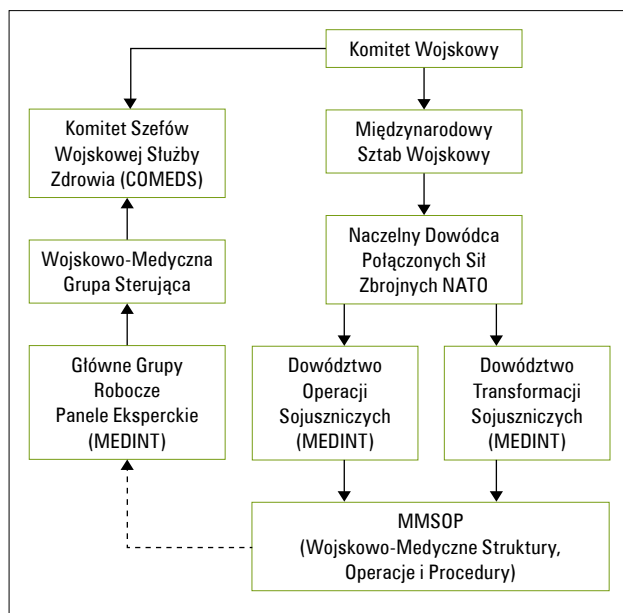 Komitet Wojskowy
Komitet Szefów
Wojskowej Służby
Zdrowia (COMEDS)
Międzynarodowy
Sztab Wojskowy
Wojskowo-Medyczna
Grupa Sterująca
Naczelny Dowódca
Połączonych Sił
Zbrojnych NATO
Główne Grupy
Robocze
Panele Eksperckie
(MEDINT)
Dowództwo
Operacji
Sojuszniczych
(MEDINT)
Dowództwo
Transformacji
Sojuszniczych
(MEDINT)
MMSOP
(Wojskowo-Medyczne Struktury,
Operacje i Procedury)